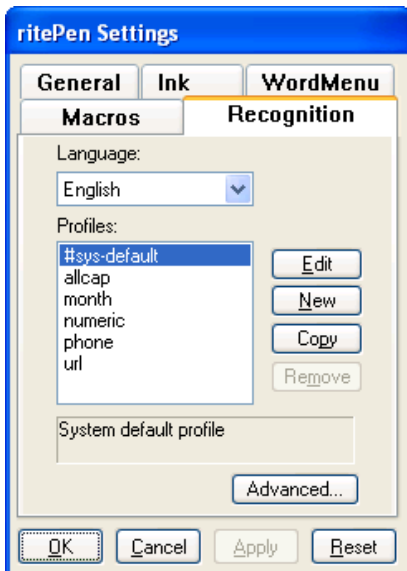 ritePen Settings
General Ink WordMenu
Macros Recognition
Language:
English
Profiles:
#sys-default
allcap
month
numeric
phone
url
Edit
New
Copy
Remove
System default profile
Advanced...
OK Cancel Apply Reset